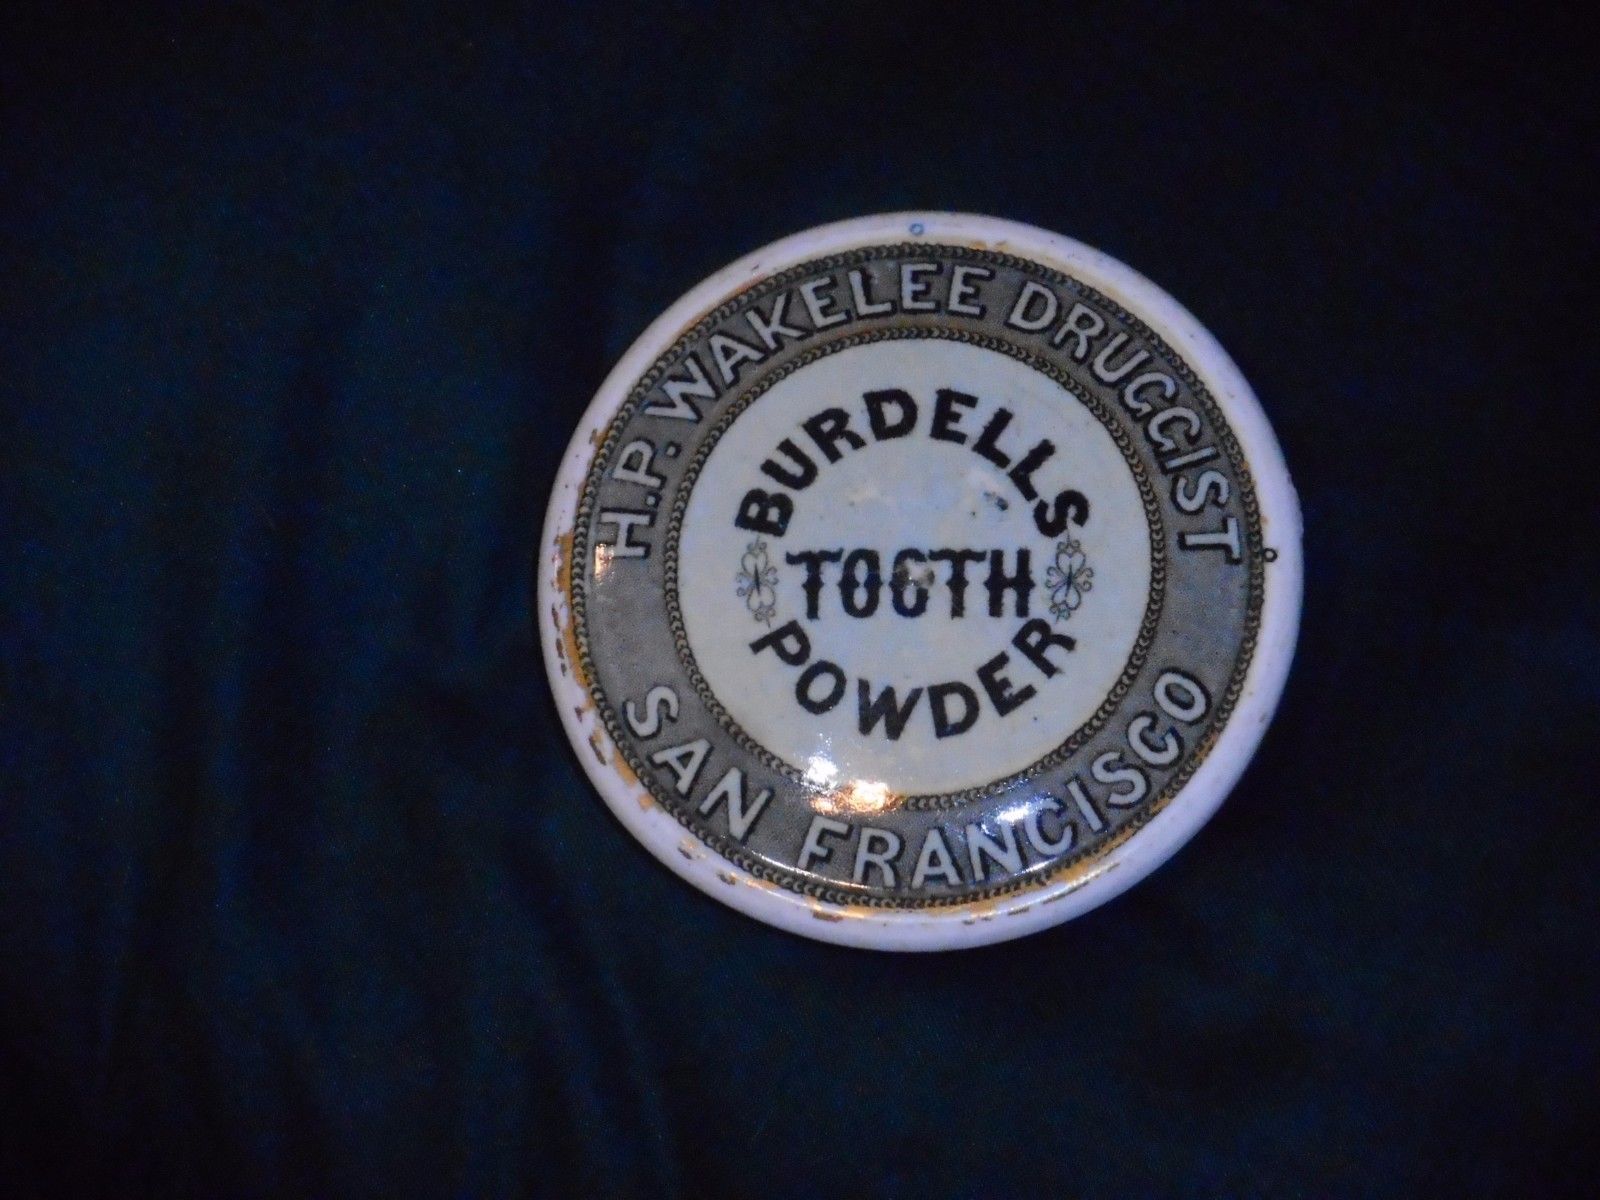 H.P. WAKELEE DRUGGIST
BURDELLS
TOOTH
POWDER
SAN FRANCISCO